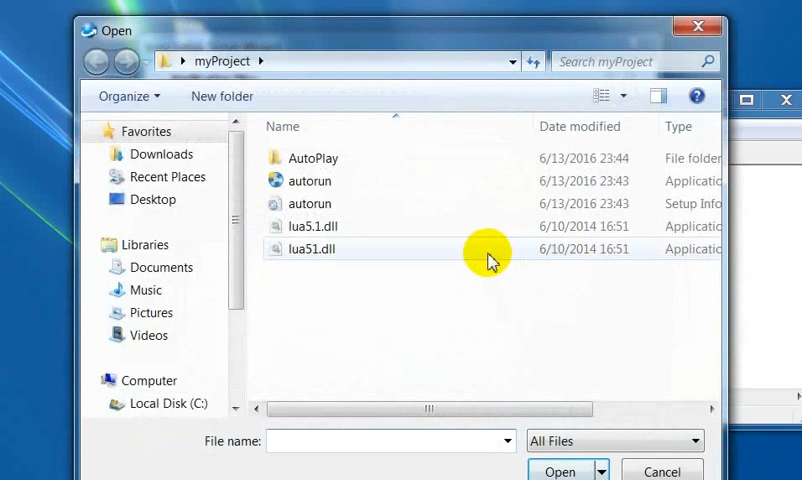 Open
myProject
Search myProject
Organize
New folder
Favorites
Downloads
Recent Places
Desktop
Libraries
Documents
Music
Pictures
Videos
Computer
Local Disk (C:)
Name Date modified Type
AutoPlay 6/13/2016 23:44 File folder
autorun 6/13/2016 23:43 Applicatic
autorun 6/13/2016 23:43 Setup Info
lua5.1.dll 6/10/2014 16:51 Applicatic
lua51.dll 6/10/2014 16:51 Applicatic
File name: All Files
Open Cancel